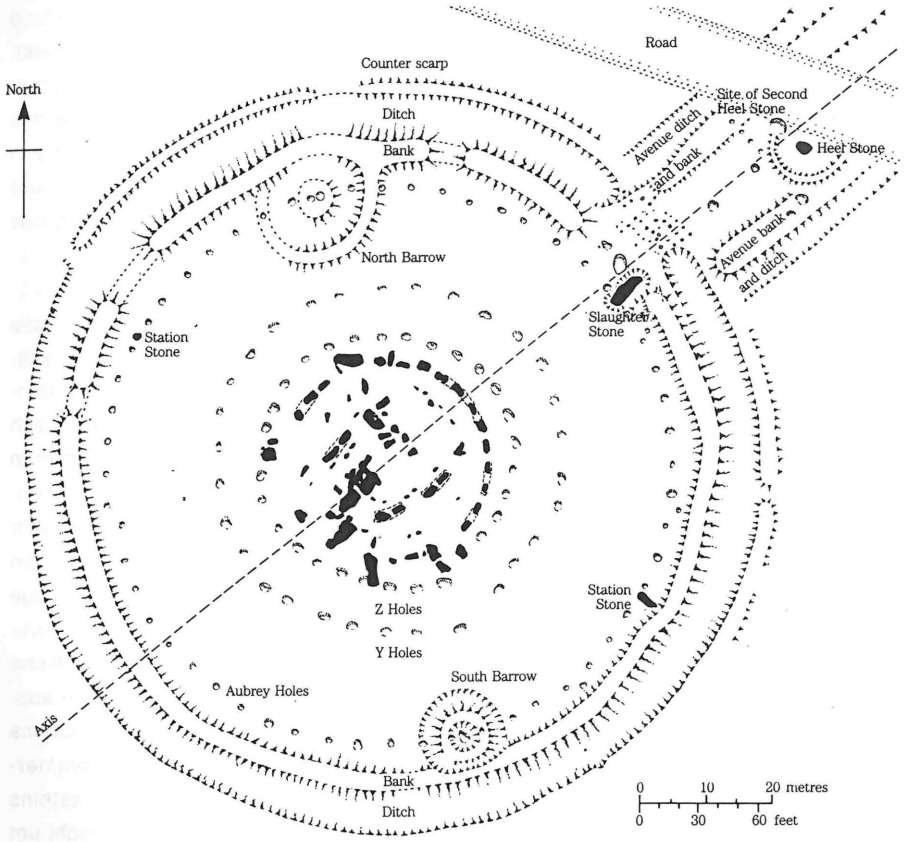 Road
Counter scarp
North
Site of Second
Heel Stone
Ditch
Avenue ditch
and bank
Bank
Heel Stone
Avenue bank
and ditch
North Barrow
Slaughter
Stone
Station
Stone
Station
Stone
Z Holes
Y Holes
South Barrow
Aubrey Holes
Axis
Bank
Ditch
0 10 20 metres
0 30 60 feet